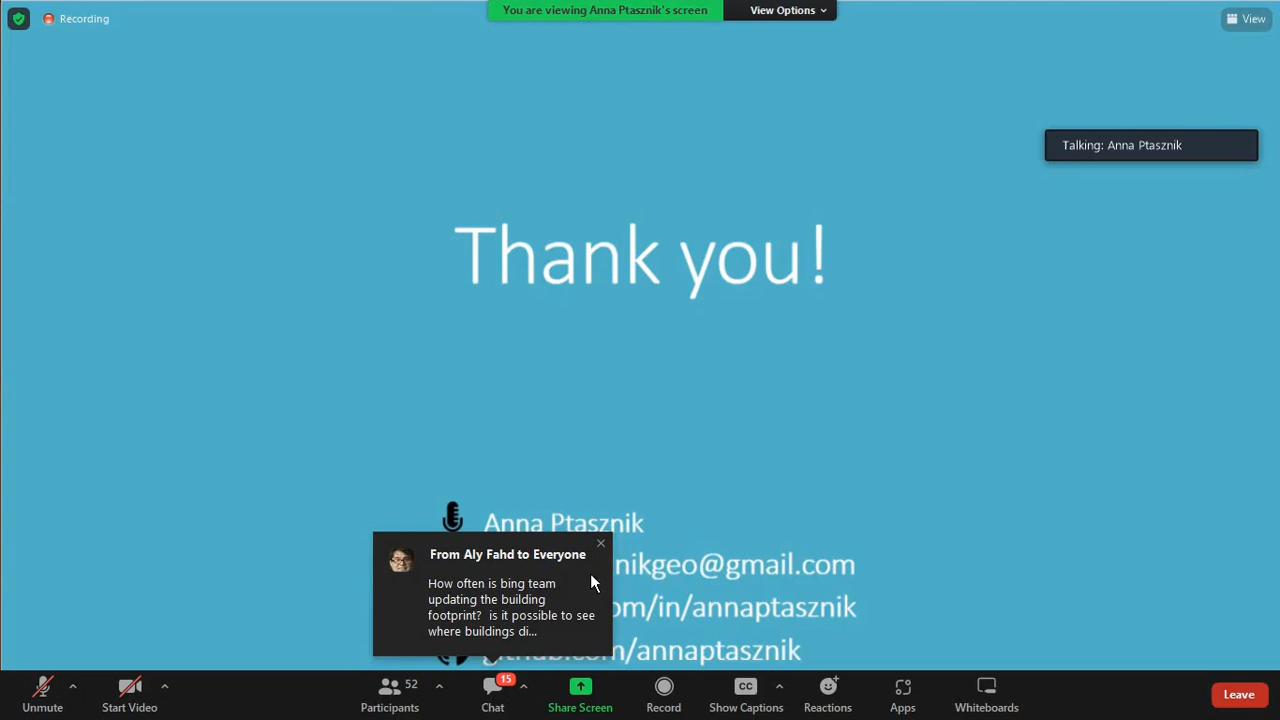 Recording
You are viewing Anna Ptasznik's screen
View Options
View
Talking: Anna Ptasznik
Thank you!
Anna Ptasznik
nikgeo@gmail.com
om/in/annaptasznik
github.com/annaptasznik
From Aly Fahd to Everyone
How often is bing team
updating the building
footprint? is it possible to see
where buildings di...
Unmute
Start Video
52
Participants
15
Chat
Share Screen
Record
CC
Show Captions
Reactions
Apps
Whiteboards
Leave